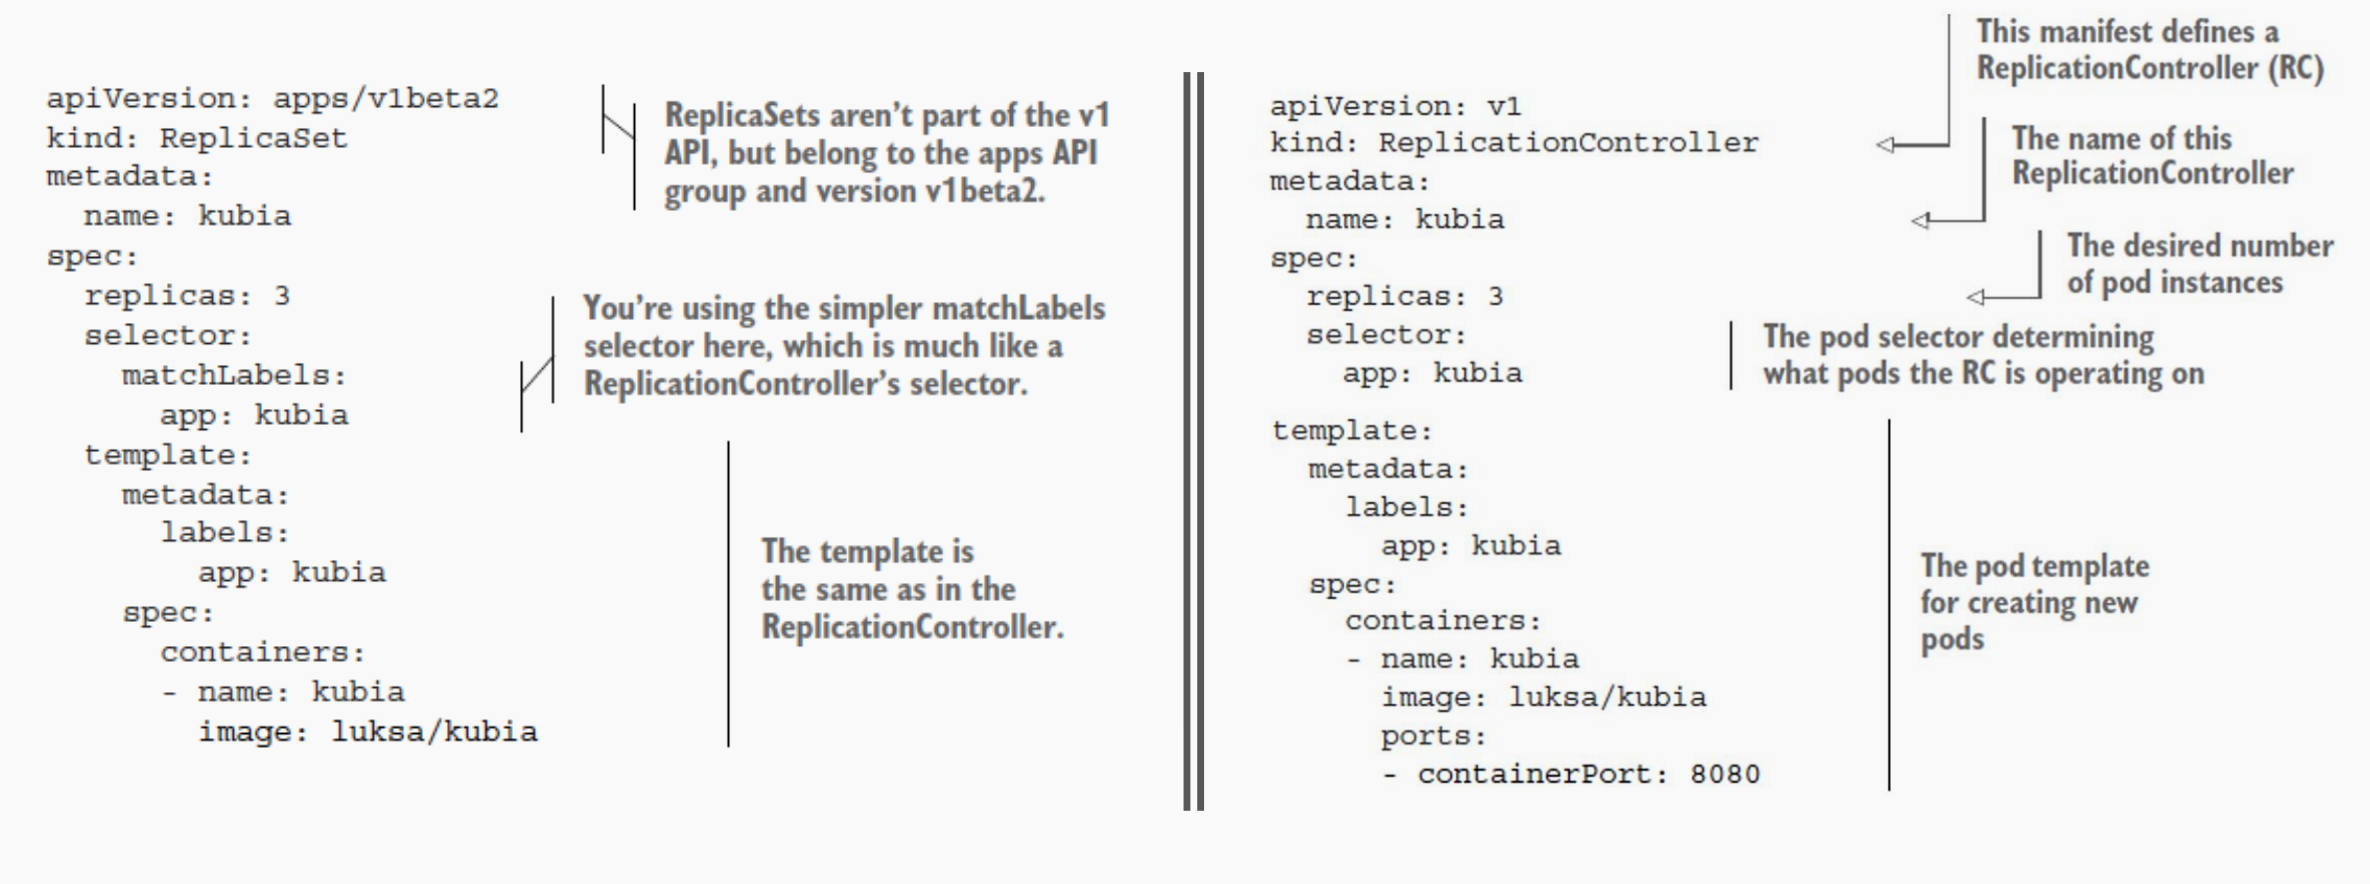 apiVersion: apps/v1beta2
kind: ReplicaSet
metadata:
  name: kubia
spec:
  replicas: 3
  selector:
    matchLabels:
      app: kubia
  template:
    metadata:
      labels:
        app: kubia
    spec:
      containers:
      - name: kubia
        image: luksa/kubia
ReplicaSets aren't part of the v1
API, but belong to the apps API
group and version v1beta2.
You're using the simpler matchLabels
selector here, which is much like a
ReplicationController's selector.
The template is
the same as in the
ReplicationController.
apiVersion: v1
kind: ReplicationController
metadata:
  name: kubia
spec:
  replicas: 3
  selector:
    app: kubia
template:
  metadata:
    labels:
      app: kubia
  spec:
    containers:
    - name: kubia
      image: luksa/kubia
      ports:
      - containerPort: 8080
This manifest defines a
ReplicationController (RC)
The name of this
ReplicationController
The desired number
of pod instances
The pod selector determining
what pods the RC is operating on
The pod template
for creating new
pods